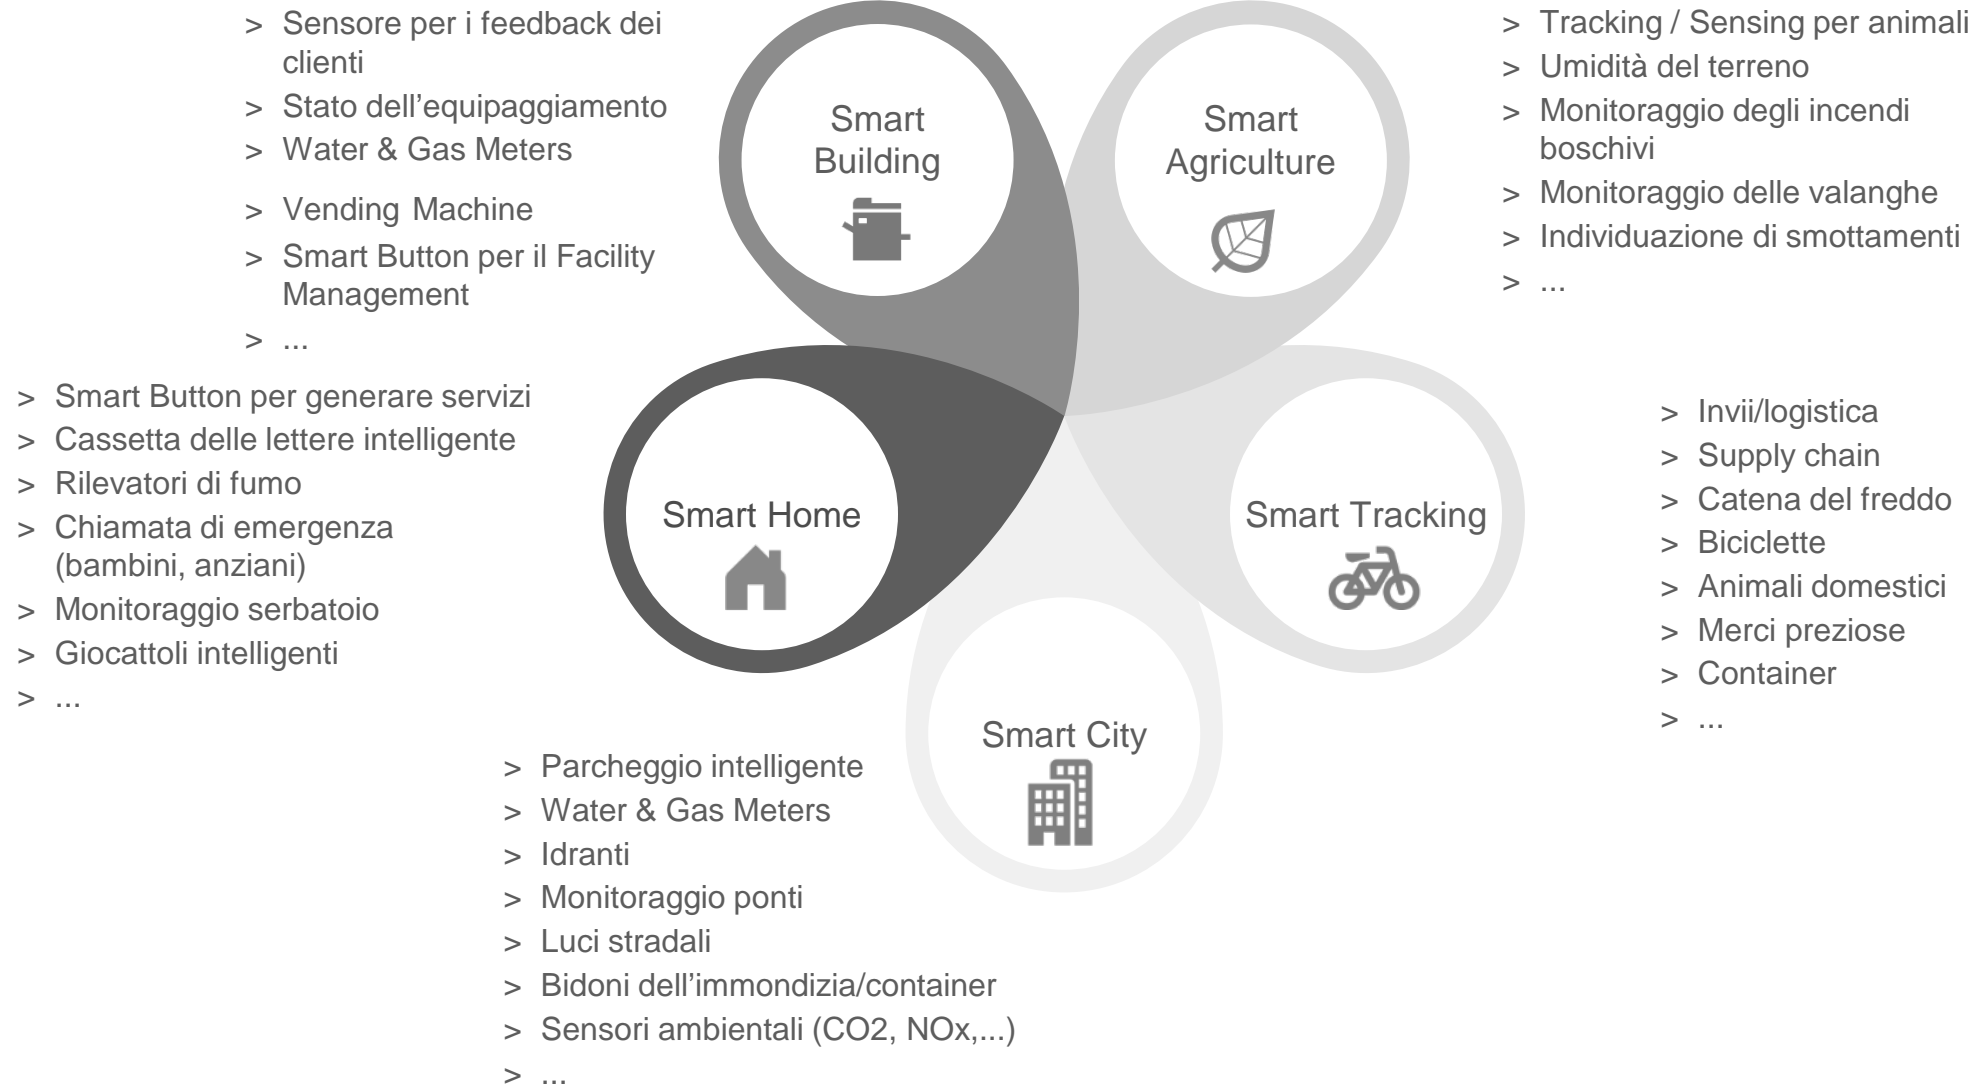 > Sensore per i feedback dei
clienti
> Stato dell’equipaggiamento
> Water & Gas Meters
> Vending Machine
> Smart Button per il Facility
Management
> ...
Smart
Building
Smart
Agriculture
> Tracking / Sensing per animali
> Umidità del terreno
> Monitoraggio degli incendi
boschivi
> Monitoraggio delle valanghe
> Individuazione di smottamenti
> ...
> Smart Button per generare servizi
> Cassetta delle lettere intelligente
> Rilevatori di fumo
> Chiamata di emergenza
(bambini, anziani)
> Monitoraggio serbatoio
> Giocattoli intelligenti
> ...
Smart Home
Smart Tracking
> Invii/logistica
> Supply chain
> Catena del freddo
> Biciclette
> Animali domestici
> Merci preziose
> Container
> ...
Smart City
> Parcheggio intelligente
> Water & Gas Meters
> Idranti
> Monitoraggio ponti
> Luci stradali
> Bidoni dell’immondizia/container
> Sensori ambientali (CO2, NOx,...)
> ...